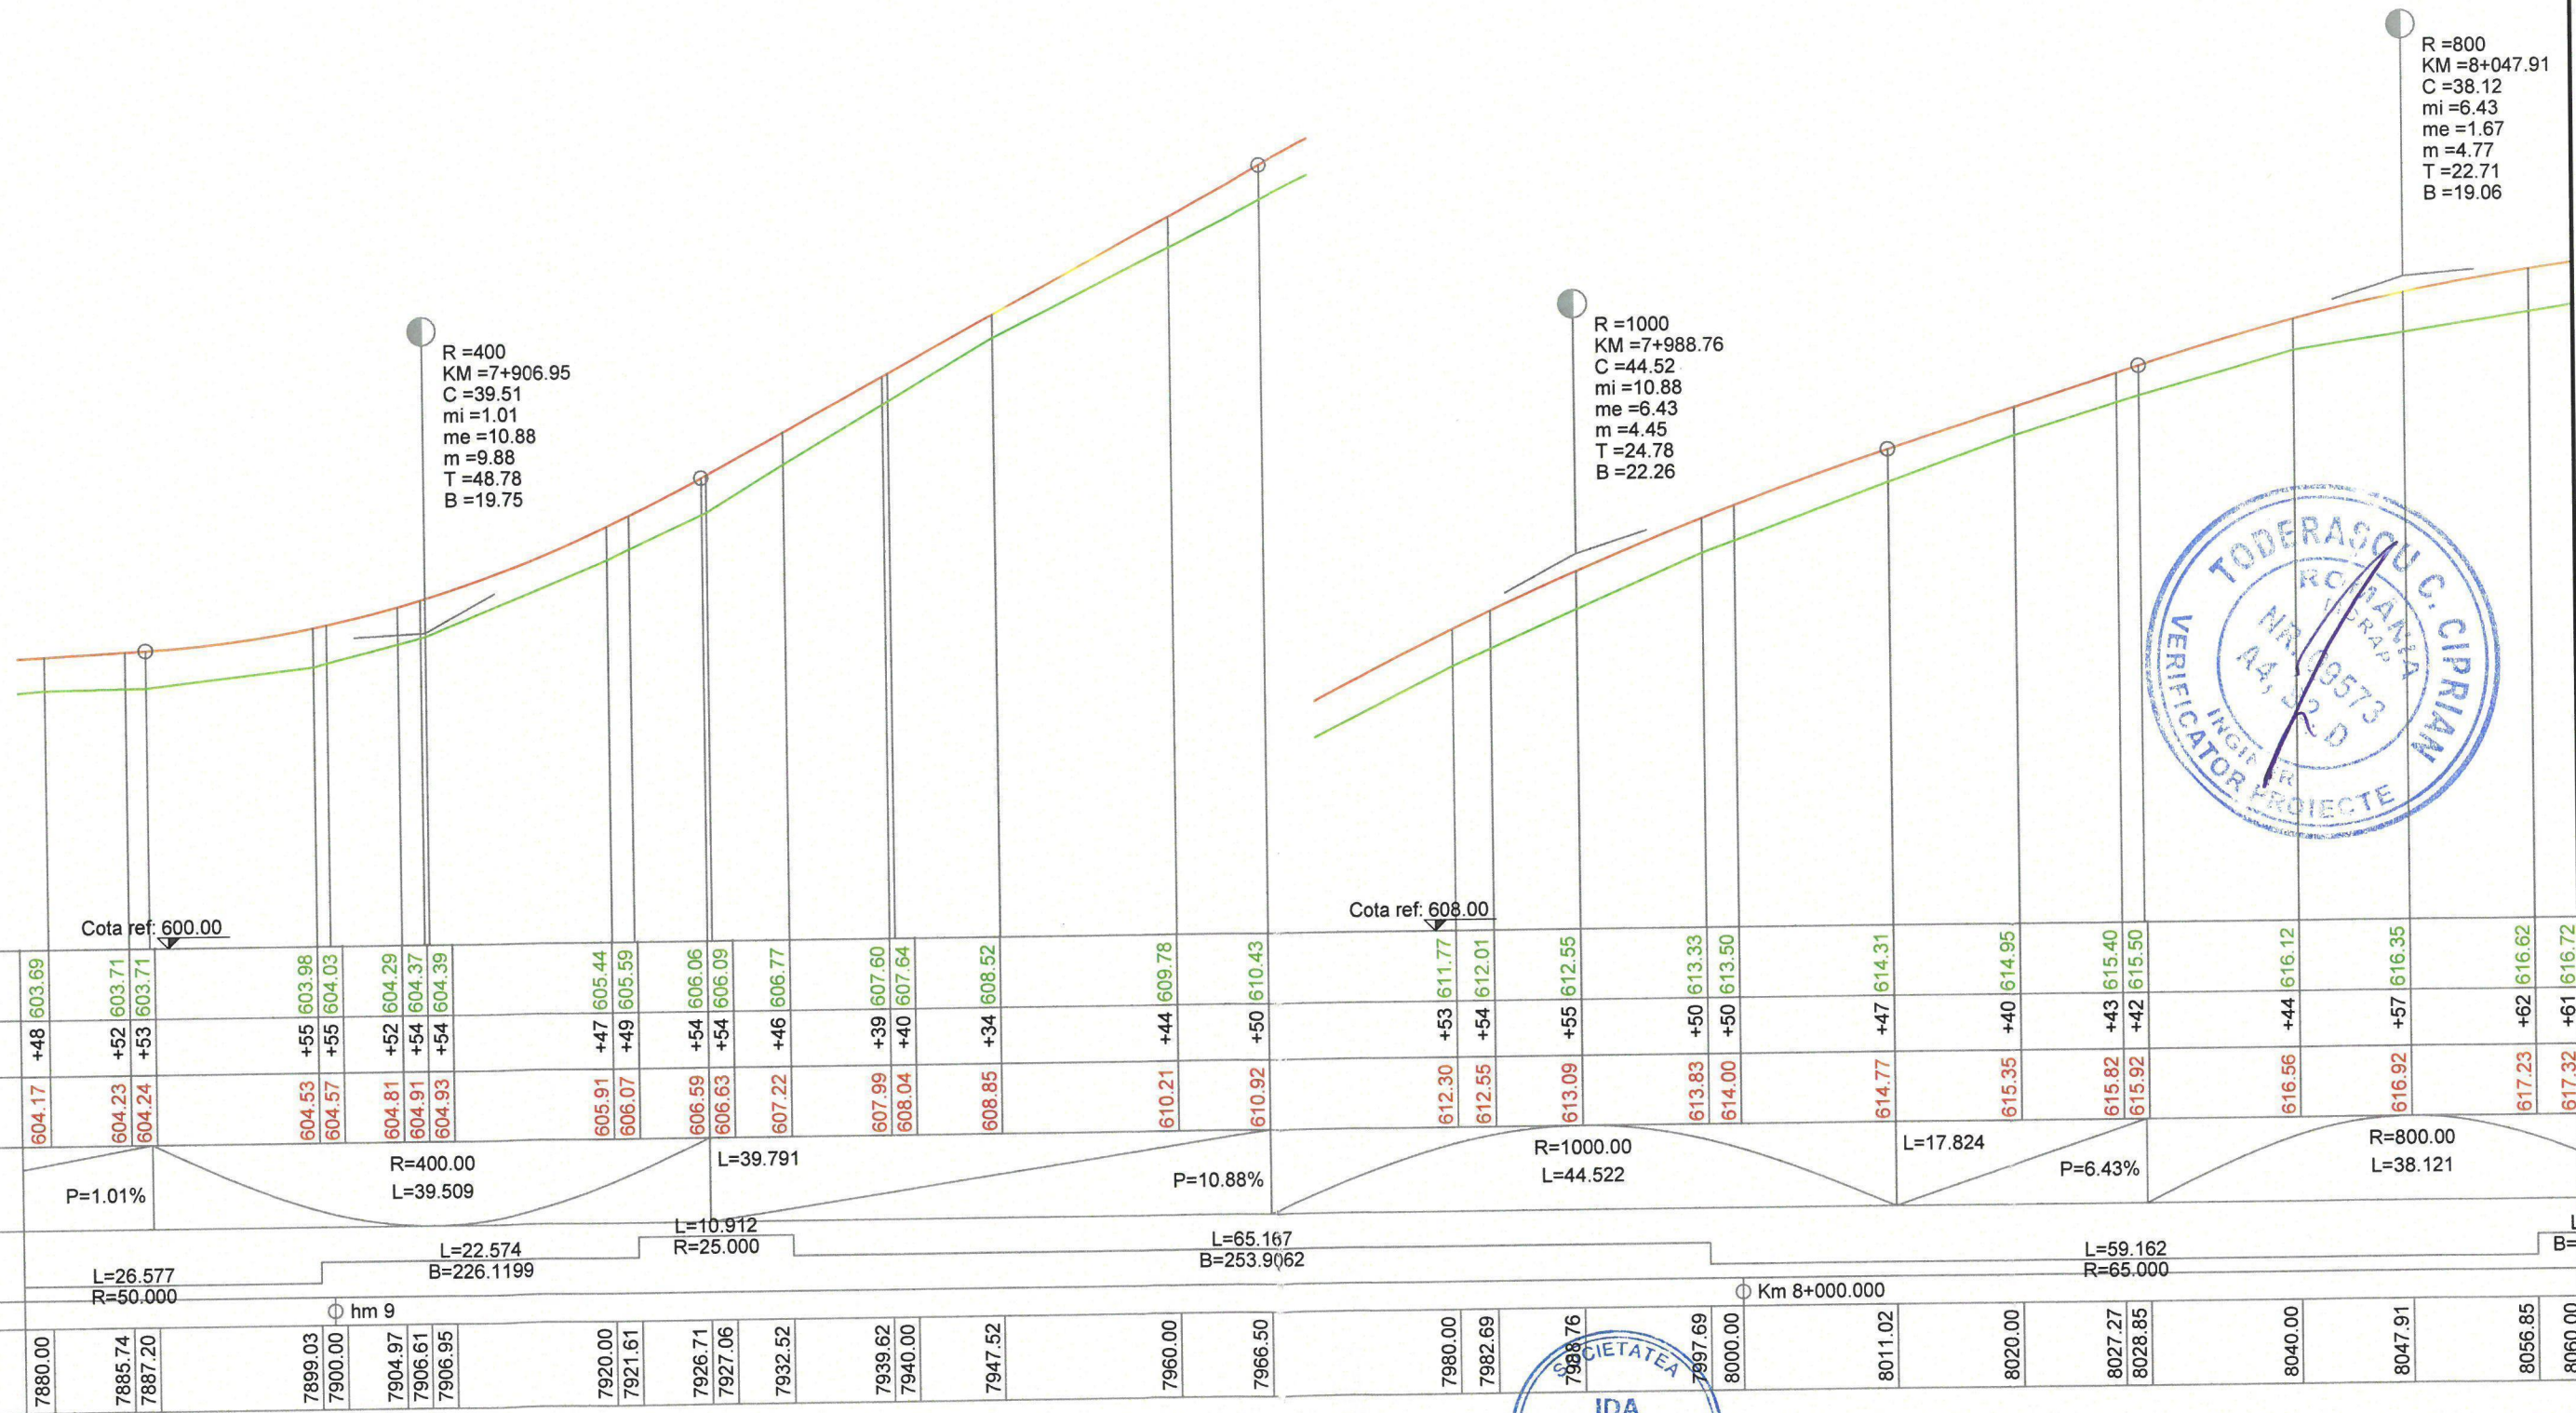 R =800
KM =8+047.91
C =38.12
mi =6.43
me =1.67
m =4.77
T =22.71
B =19.06
R =1000
KM =7+988.76
C =44.52
mi =10.88
me =6.43
m =4.45
T =24.78
B =22.26
R =400
KM =7+906.95
C =39.51
mi =1.01
me =10.88
m =9.88
T =48.78
B =19.75
TODERASCU C. CIPRIAN
VERIFICATOR PROIECTE
ROMÂNIA
A4,
D
Cota ref: 600.00
Cota ref: 608.00
603.69 603.71 603.71 603.98 604.03 604.29 604.37 604.39 605.44 605.59 606.06 606.09 606.77 607.60 607.64 608.52 609.78 610.43 611.77 612.01 612.55 613.33 613.50 614.31 614.95 615.40 615.50 616.12 616.35 616.62 616.72
+48 +52 +53 +55 +55 +52 +54 +54 +47 +49 +54 +54 +46 +39 +40 +34 +44 +50 +53 +54 +55 +50 +50 +47 +40 +43 +42 +44 +57 +62 +61
604.17 604.23 604.24 604.53 604.57 604.81 604.91 604.93 605.91 606.07 606.59 606.63 607.22 607.99 608.04 608.85 610.21 610.92 612.30 612.55 613.09 613.83 614.00 614.77 615.35 615.82 615.92 616.56 616.92 617.23 617.32
P=1.01%
R=400.00
L=39.509
L=39.791
P=10.88%
R=1000.00
L=44.522
L=17.824
P=6.43%
R=800.00
L=38.121
L=26.577
R=50.000
L=22.574
B=226.1199
L=10.912
R=25.000
L=65.167
B=253.9062
L=59.162
R=65.000
L
B=
hm 9
Km 8+000.000
7880.00 7885.74 7887.20 7899.03 7900.00 7904.97 7906.61 7906.95 7920.00 7921.61 7926.71 7927.06 7932.52 7939.62 7940.00 7947.52 7960.00 7966.50 7980.00 7982.69 7988.76 7997.69 8000.00 8011.02 8020.00 8027.27 8028.85 8040.00 8047.91 8056.85 8060.00
SOCIETATEA
IDA